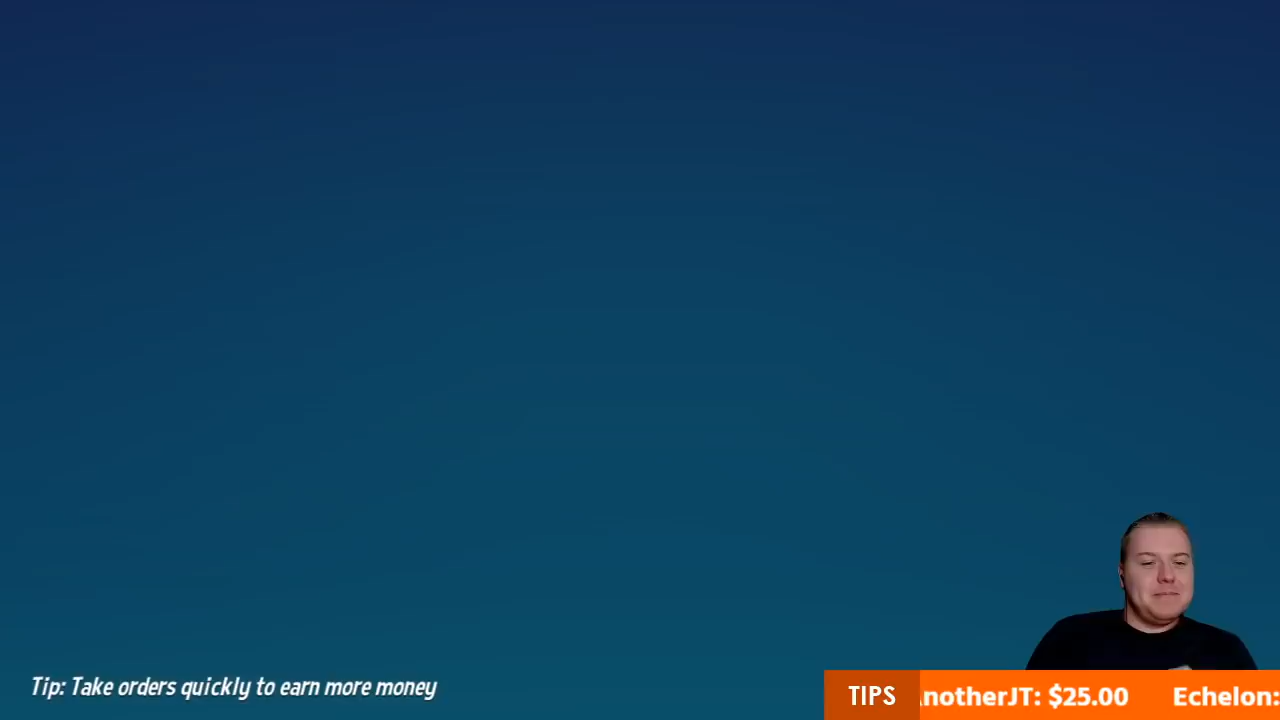 Tip: Take orders quickly to earn more money
TIPS
notherJT: $25.00 Echelon: